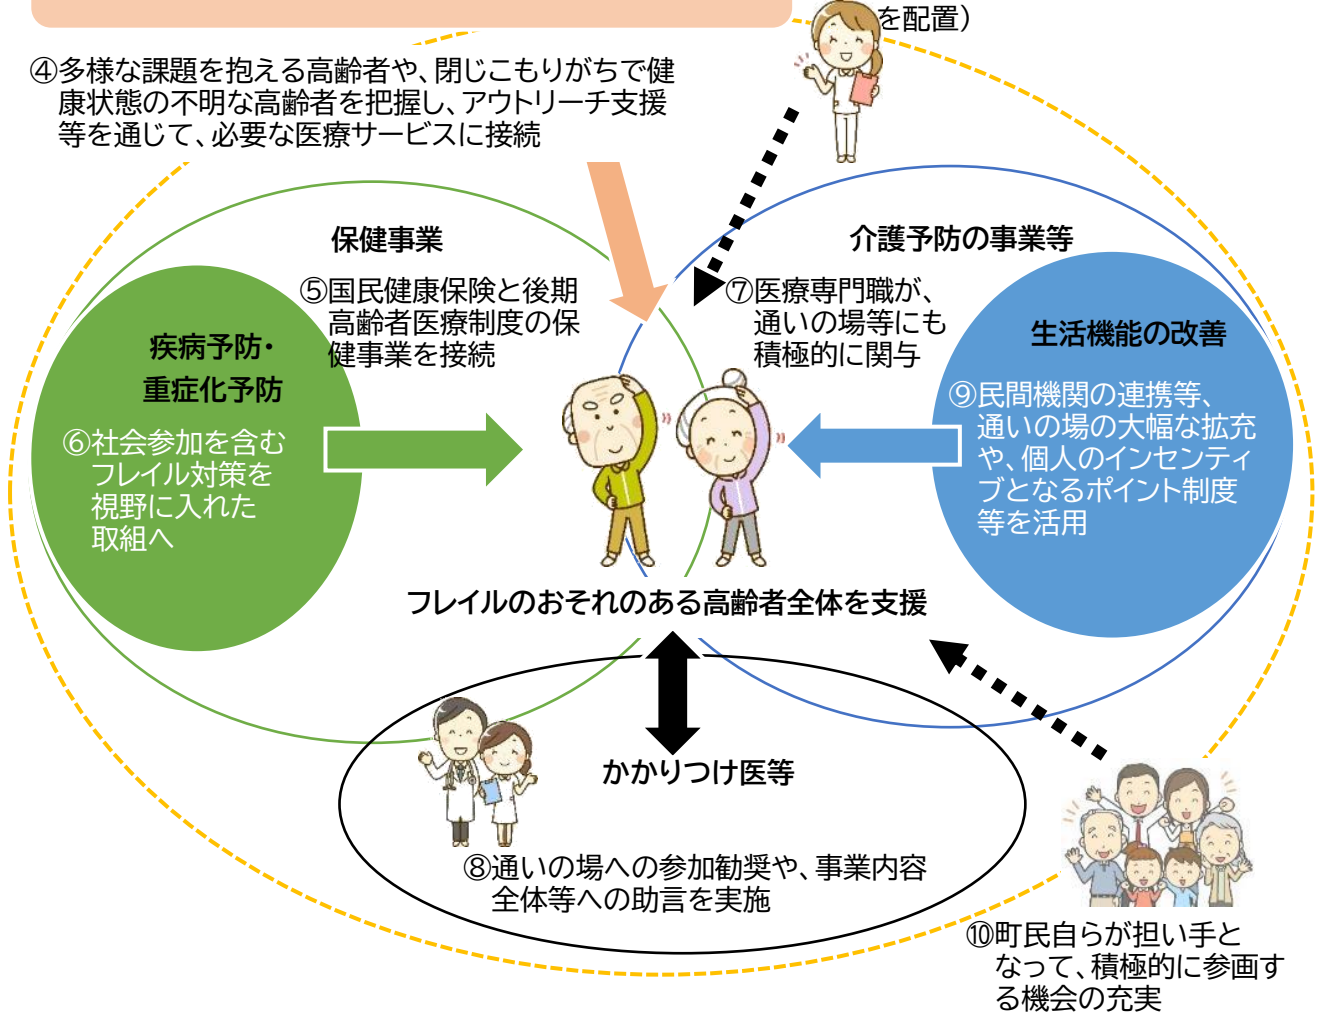 を配置）
④多様な課題を抱える高齢者や、閉じこもりがちで健
康状態の不明な高齢者を把握し、アウトリーチ支援
等を通じて、必要な医療サービスに接続
保健事業
⑤国民健康保険と後期
高齢者医療制度の保
健事業を接続
疾病予防・
重症化予防
⑥社会参加を含む
フレイル対策を
視野に入れた
取組へ
介護予防の事業等
⑦医療専門職が、
通いの場等にも
積極的に関与
生活機能の改善
⑨民間機関の連携等、
通いの場の大幅な拡充
や、個人のインセンティ
ブとなるポイント制度
等を活用
フレイルのおそれのある高齢者全体を支援
かかりつけ医等
⑧通いの場への参加勧奨や、事業内容
全体等への助言を実施
⑩町民自らが担い手と
なって、積極的に参画す
る機会の充実